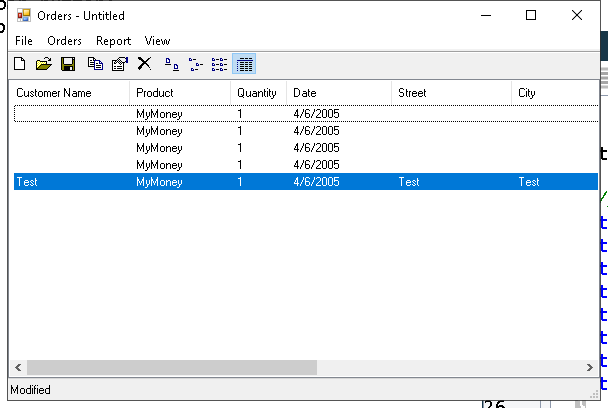 Orders - Untitled
File Orders Report View
Customer Name Product Quantity Date Street City
MyMoney 1 4/6/2005
MyMoney 1 4/6/2005
MyMoney 1 4/6/2005
MyMoney 1 4/6/2005
Test MyMoney 1 4/6/2005 Test Test
Modified